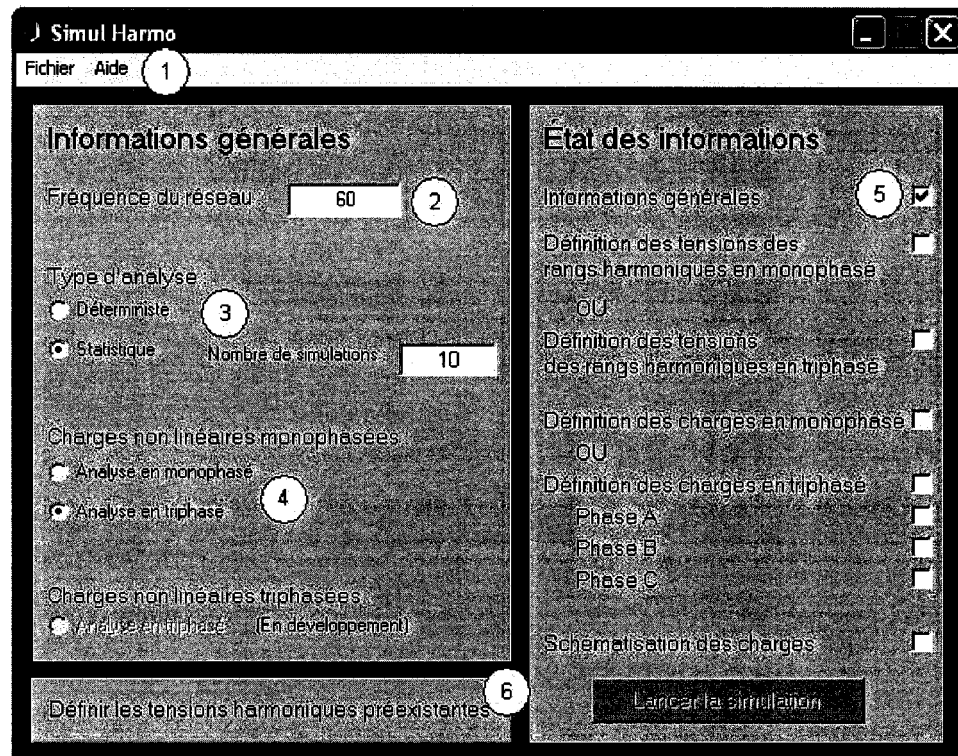 Simul Harmo
Fichier Aide 1
Informations générales
Fréquence du réseau : 60 2
Type d'analyse :
Déterministe 3
Statistique Nombre de simulations : 10
Charges non linéaires monophasées :
Analyse en monophasé
4
Analyse en triphasé
Charges non linéaires triphasées :
Analyse en triphasé (En développement)
6
Définir les tensions harmoniques préexistantes
État des informations
Informations générales 5
Définition des tensions des
rangs harmoniques en monophasé
OU
Définition des tensions
des rangs harmoniques en triphasé
Définition des charges en monophasé
OU
Définition des charges en triphasé
Phase A
Phase B
Phase C
Schématisation des charges
Lancer la simulation